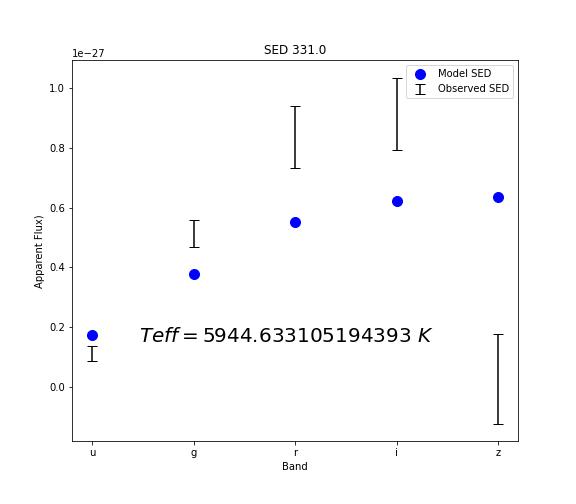 SED 331.0
1e−27
Model SED
Observed SED
1.0
0.8
0.6
0.4
0.2
0.0
Apparent Flux)
Teff = 5944.633105194393 K
u g r i z
Band